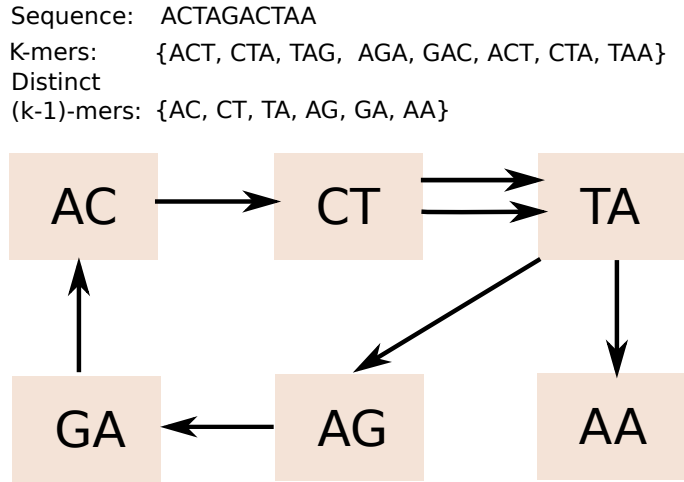 Sequence: ACTAGACTAA
K-mers: {ACT, CTA, TAG, AGA, GAC, ACT, CTA, TAA}
Distinct
(k-1)-mers: {AC, CT, TA, AG, GA, AA}
AC CT TA
GA AG AA